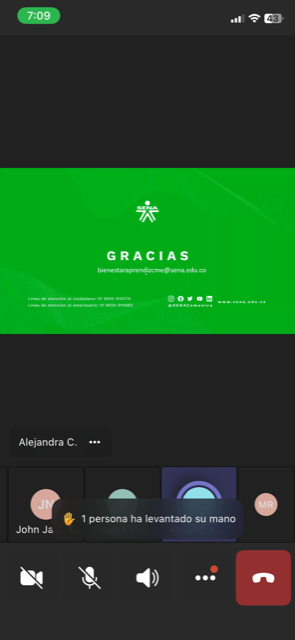 7:09
43
SENA
GRACIAS
bienestaraprendizcme@sena.edu.co
Línea de atención al ciudadano: 01 8000 910270
Línea de atención al empresario: 01 8000 910682
@SENAComunica
www.sena.edu.co
Alejandra C.
JN
John Ja
MR
1 persona ha levantado su mano